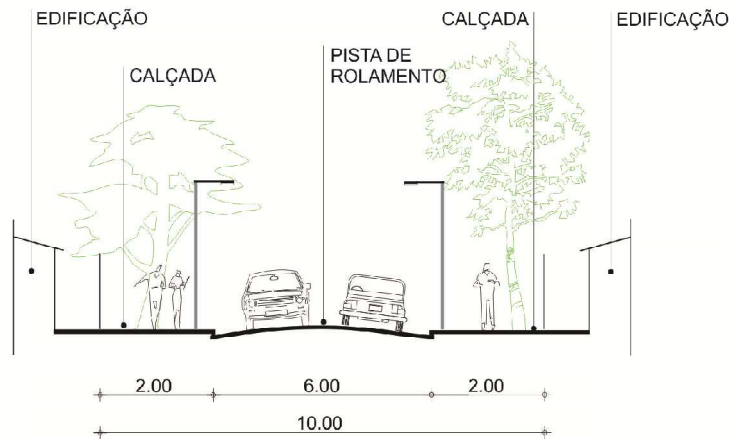 EDIFICAÇÃO
CALÇADA
EDIFICAÇÃO
CALÇADA
PISTA DE
ROLAMENTO
2.00
6.00
2.00
10.00